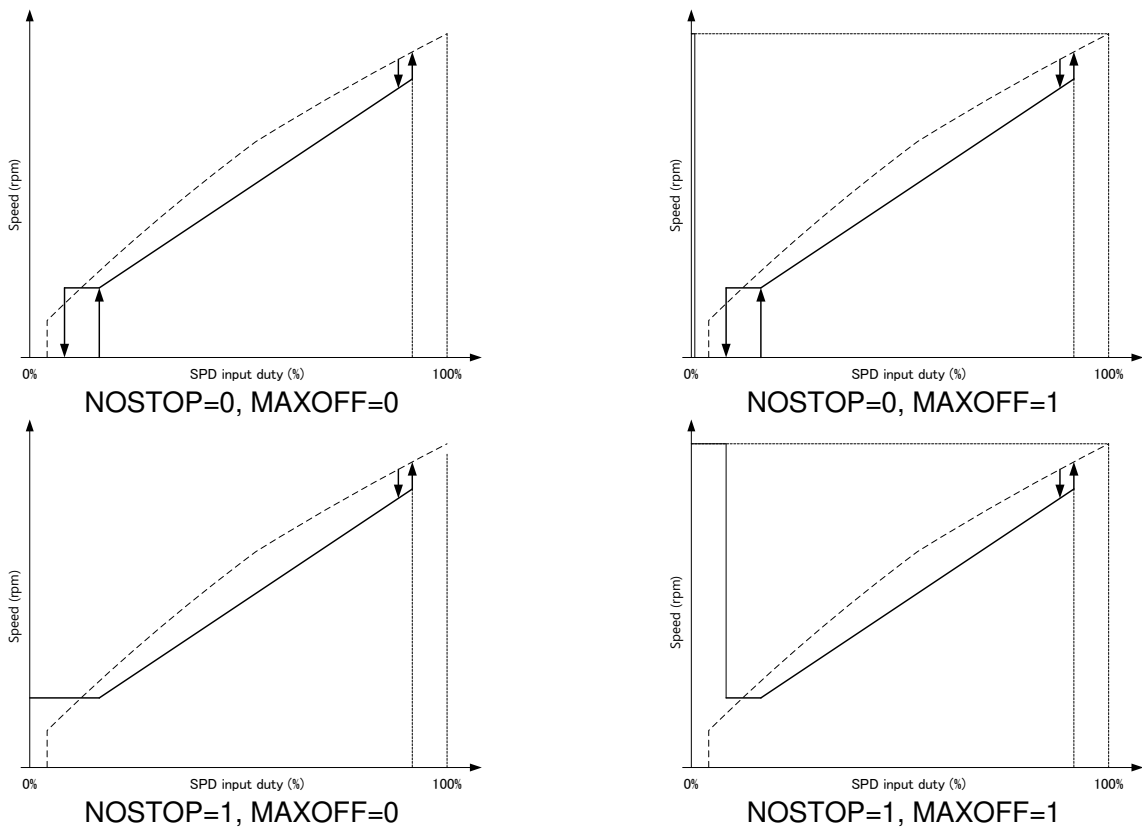 Speed (rpm)
0%
SPD input duty (%)
100%
NOSTOP=0, MAXOFF=0
Speed (rpm)
0%
SPD input duty (%)
100%
NOSTOP=0, MAXOFF=1
Speed (rpm)
0%
SPD input duty (%)
100%
NOSTOP=1, MAXOFF=0
Speed (rpm)
0%
SPD input duty (%)
100%
NOSTOP=1, MAXOFF=1